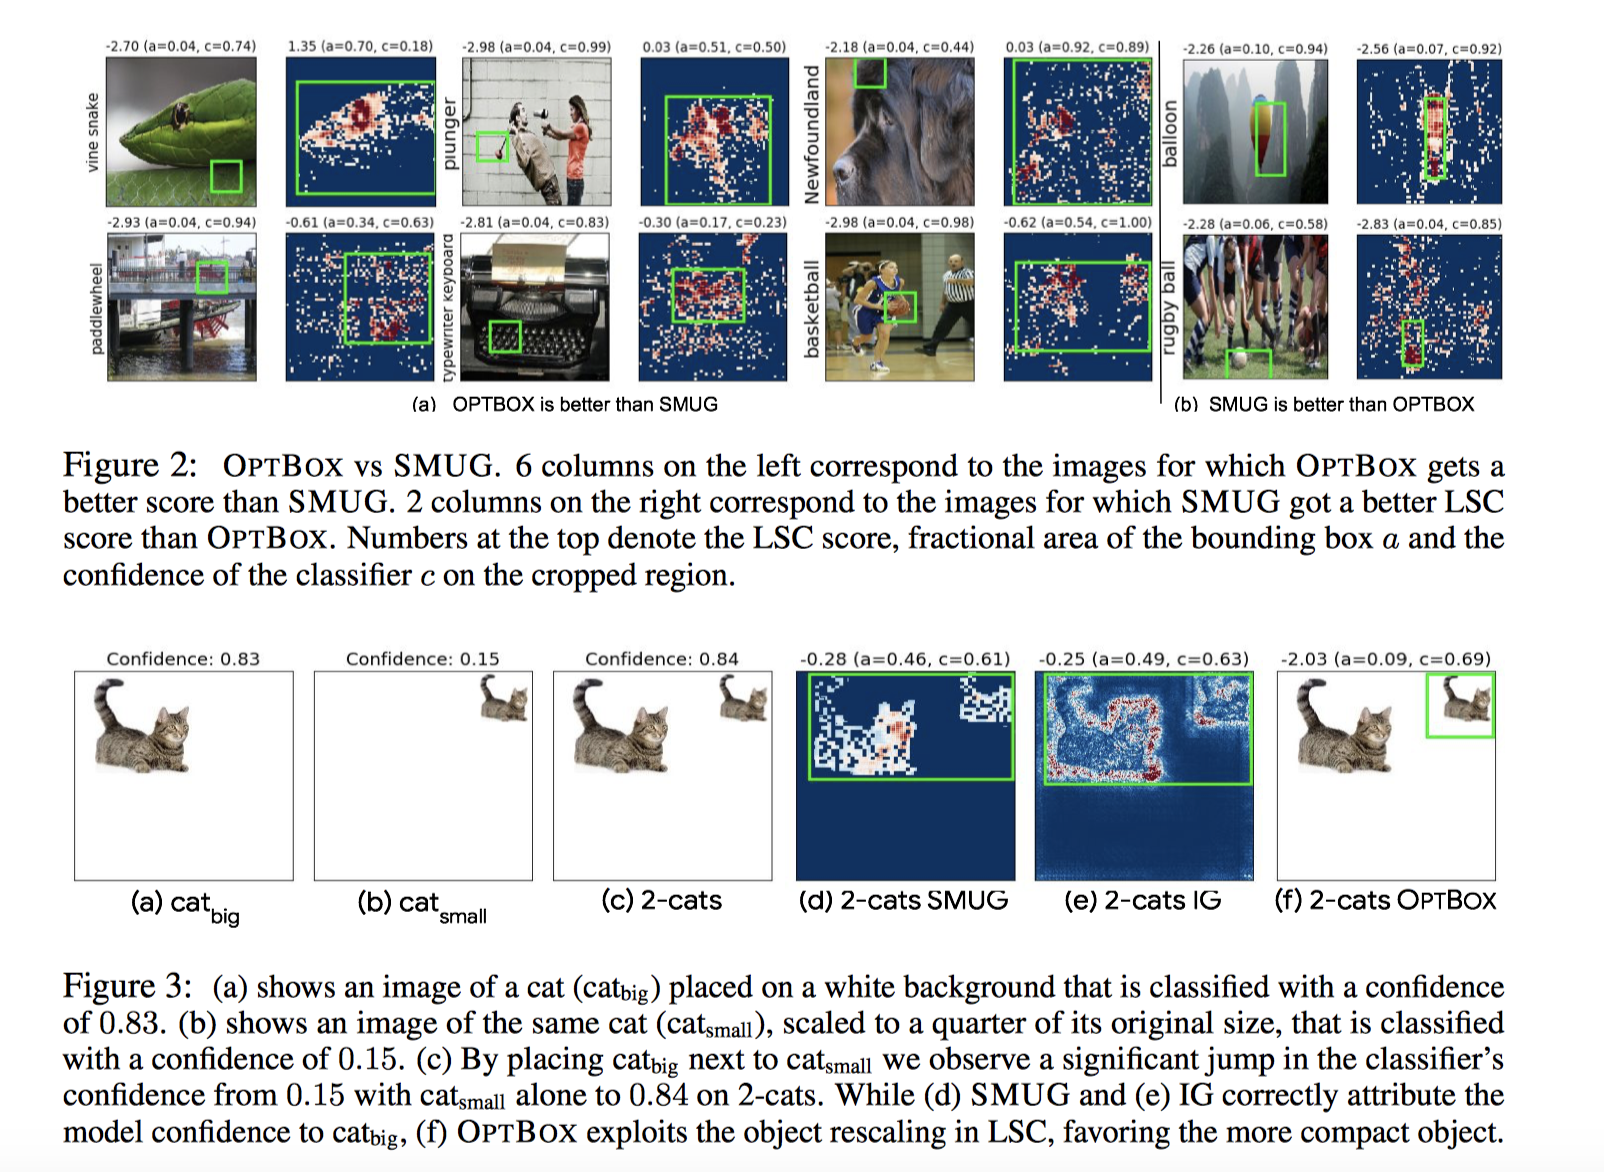 -2.70 (a=0.04, c=0.74) 1.35 (a=0.70, c=0.18) -2.98 (a=0.04, c=0.99) 0.03 (a=0.51, c=0.50) -2.18 (a=0.04, c=0.44) 0.03 (a=0.92, c=0.89) -2.26 (a=0.10, c=0.94) -2.56 (a=0.07, c=0.92)
vine snake plunger Newfoundland balloon
-2.93 (a=0.04, c=0.94) -0.61 (a=0.34, c=0.63) -2.81 (a=0.04, c=0.83) -0.30 (a=0.17, c=0.23) -2.98 (a=0.04, c=0.98) -0.62 (a=0.54, c=1.00) -2.28 (a=0.06, c=0.58) -2.83 (a=0.04, c=0.85)
paddlewheel typewriter keyboard basketball rugby ball
(a) OPTBOX is better than SMUG (b) SMUG is better than OPTBOX
Figure 2: OPTBOX vs SMUG. 6 columns on the left correspond to the images for which OPTBOX gets a
better score than SMUG. 2 columns on the right correspond to the images for which SMUG got a better LSC
score than OPTBOX. Numbers at the top denote the LSC score, fractional area of the bounding box a and the
confidence of the classifier c on the cropped region.
Confidence: 0.83 Confidence: 0.15 Confidence: 0.84 -0.28 (a=0.46, c=0.61) -0.25 (a=0.49, c=0.63) -2.03 (a=0.09, c=0.69)
(a) cat big (b) cat small (c) 2-cats (d) 2-cats SMUG (e) 2-cats IG (f) 2-cats OPTBOX
Figure 3: (a) shows an image of a cat (catbig) placed on a white background that is classified with a confidence
of 0.83. (b) shows an image of the same cat (catsmall), scaled to a quarter of its original size, that is classified
with a confidence of 0.15. (c) By placing catbig next to catsmall we observe a significant jump in the classifier's
confidence from 0.15 with catsmall alone to 0.84 on 2-cats. While (d) SMUG and (e) IG correctly attribute the
model confidence to catbig, (f) OPTBOX exploits the object rescaling in LSC, favoring the more compact object.